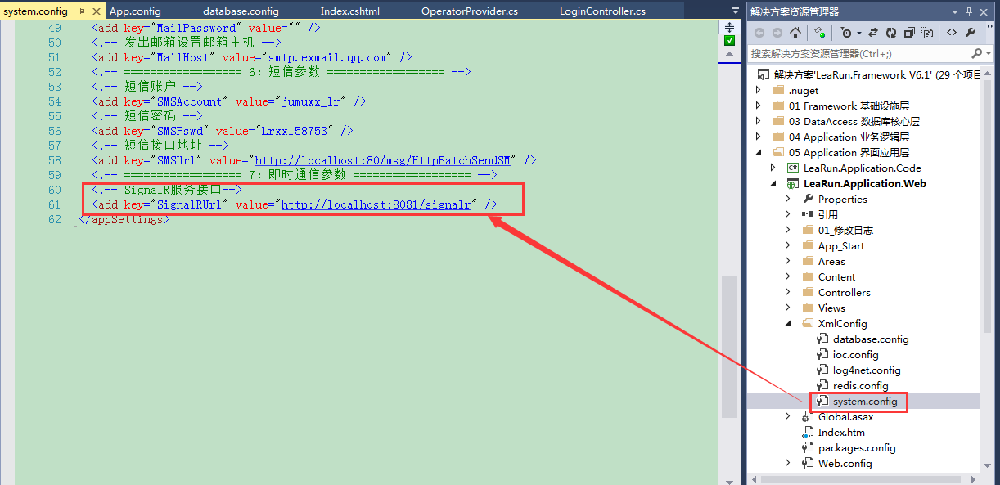 system.config
App.config
database.config
Index.cshtml
OperatorProvider.cs
LoginController.cs
49 <add key="MailPassword" value="" />
50 <!-- 发出邮箱设置邮箱主机 -->
51 <add key="MailHost" value="smtp.exmail.qq.com" />
52 <!-- ================== 6：短信参数 ================== -->
53 <!-- 短信账户 -->
54 <add key="SMSAccount" value="jumuxx_lr" />
55 <!-- 短信密码 -->
56 <add key="SMSPswd" value="Lrxx158753" />
57 <!-- 短信接口地址 -->
58 <add key="SMSUrl" value="http://localhost:80/msg/HttpBatchSendSM" />
59 <!-- ================== 7：即时通信参数 ================== -->
60 <!-- SignalR服务接口-->
61 <add key="SignalRUrl" value="http://localhost:8081/signalr" />
62 </appSettings>
解决方案资源管理器
搜索解决方案资源管理器(Ctrl+;)
解决方案'LeaRun.Framework V6.1' (29 个项目
.nuget
01 Framework 基础设施层
03 DataAccess 数据库核心层
04 Application 业务逻辑层
05 Application 界面应用层
C# LeaRun.Application.Code
LeaRun.Application.Web
Properties
引用
01_修改日志
App_Start
Areas
Content
Controllers
Views
XmlConfig
database.config
ioc.config
log4net.config
redis.config
system.config
Global.asax
Index.htm
packages.config
Web.config